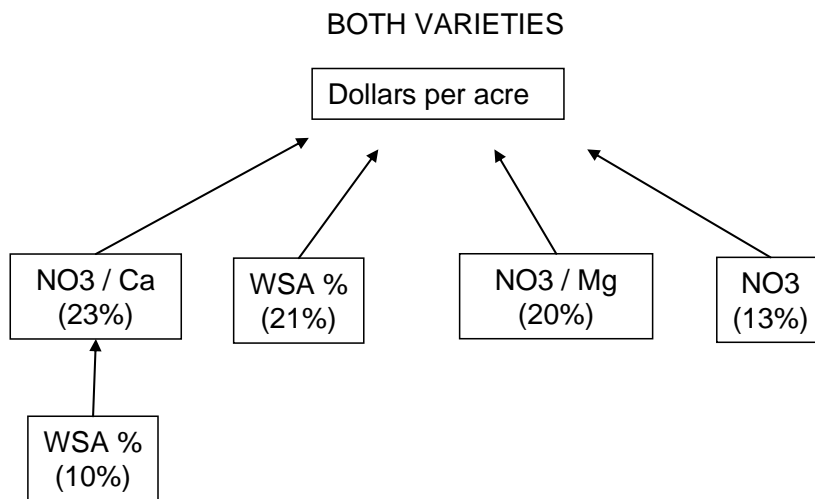 BOTH VARIETIES
Dollars per acre
NO3 / Ca
(23%)
WSA %
(21%)
NO3 / Mg
(20%)
NO3
(13%)
WSA %
(10%)